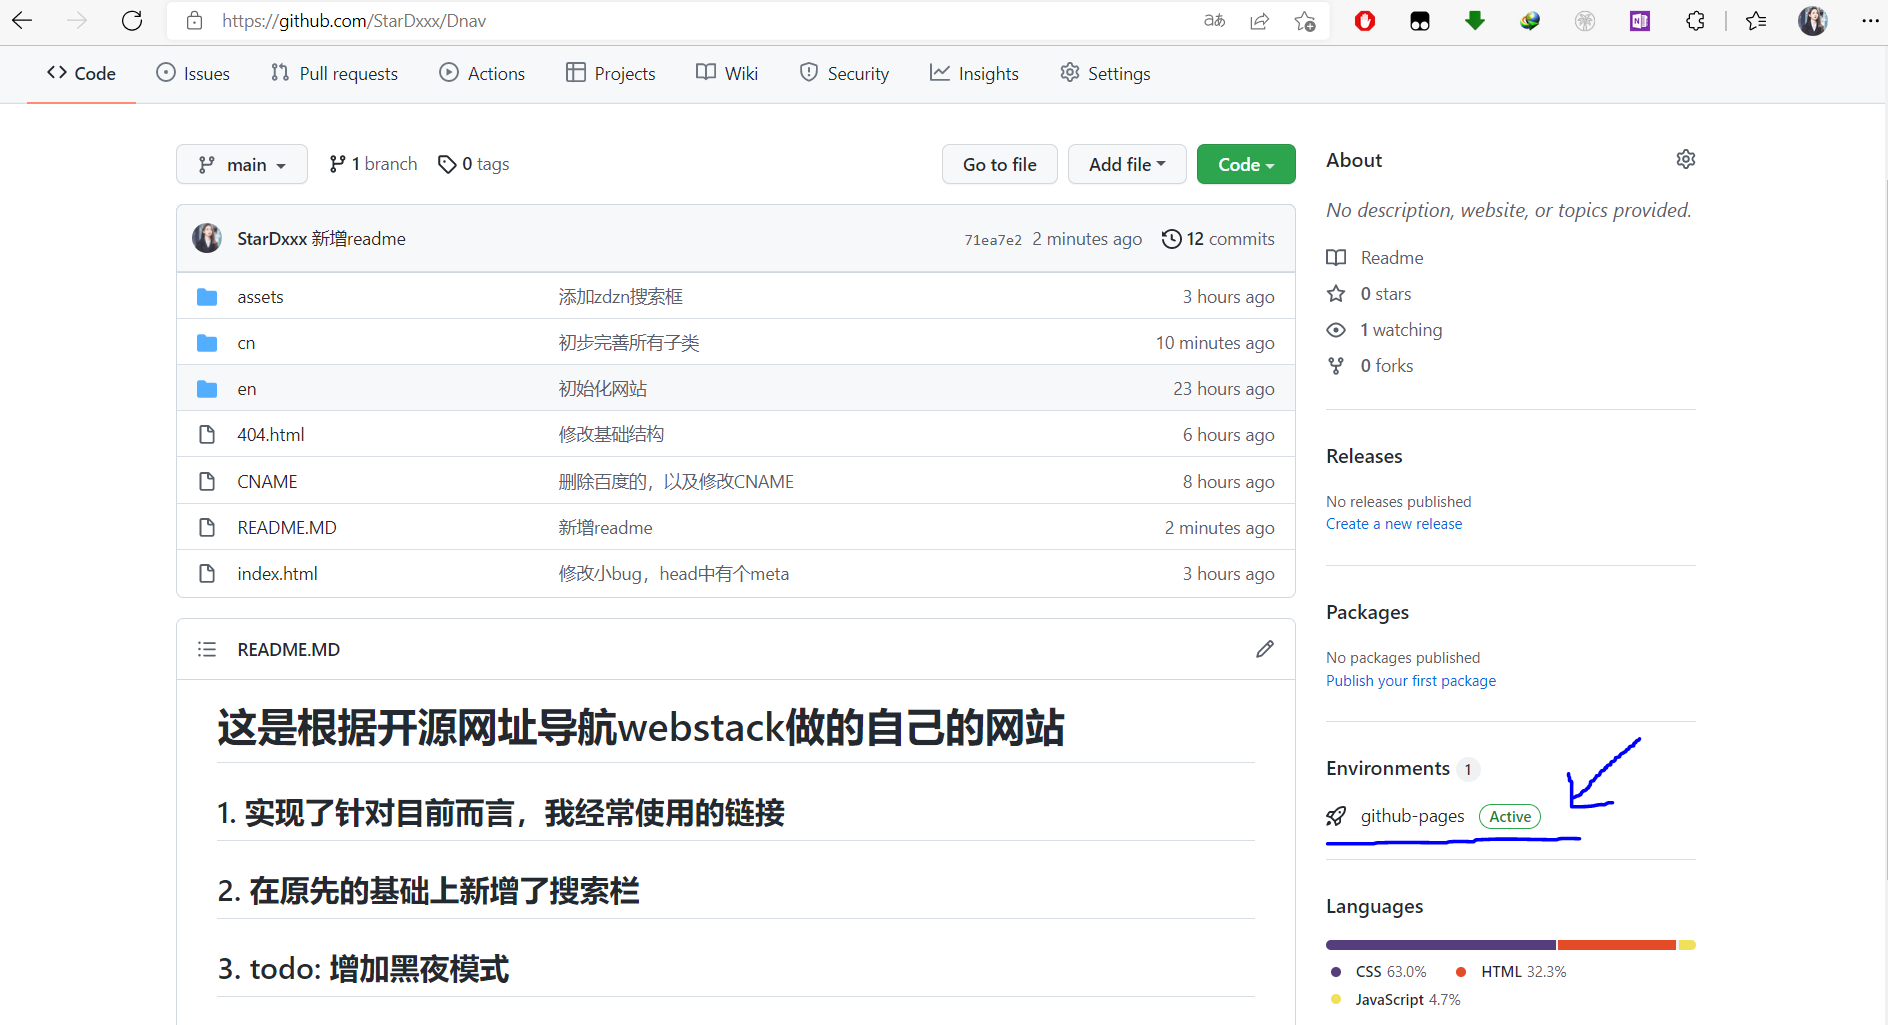 https://github.com/StarDxxx/Dnav
Code Issues Pull requests Actions Projects Wiki Security Insights Settings
main 1 branch 0 tags Go to file Add file Code
StarDxxx 新增readme 71ea7e2 2 minutes ago 12 commits
assets 添加zdzn搜索框 3 hours ago
cn 初步完善所有子类 10 minutes ago
en 初始化网站 23 hours ago
404.html 修改基础结构 6 hours ago
CNAME 删除百度的，以及修改CNAME 8 hours ago
README.MD 新增readme 2 minutes ago
index.html 修改小bug，head中有个meta 3 hours ago
README.MD
这是根据开源网址导航webstack做的自己的网站
1. 实现了针对目前而言，我经常使用的链接
2. 在原先的基础上新增了搜索栏
3. todo: 增加黑夜模式
About
No description, website, or topics provided.
Readme
0 stars
1 watching
0 forks
Releases
No releases published
Create a new release
Packages
No packages published
Publish your first package
Environments 1
github-pages Active
Languages
CSS 63.0% HTML 32.3%
JavaScript 4.7%